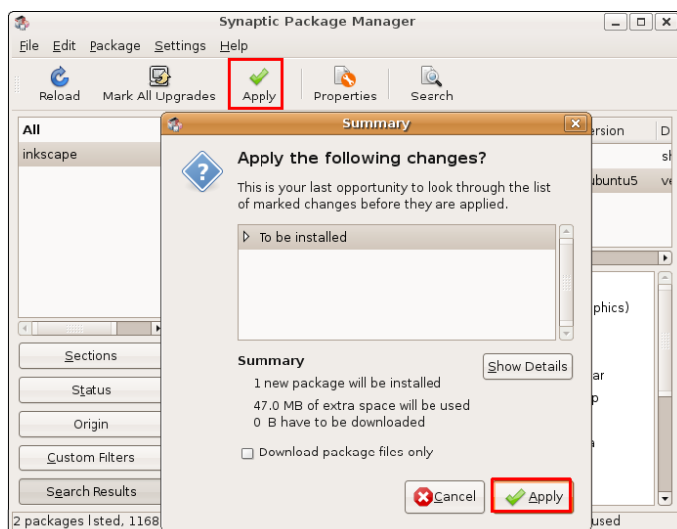 Synaptic Package Manager
File Edit Package Settings Help
Reload Mark All Upgrades Apply Properties Search
All
inkscape
Sections
Status
Origin
Custom Filters
Search Results
2 packages listed, 1168
Summary
Apply the following changes?
This is your last opportunity to look through the list
of marked changes before they are applied.
To be installed
Summary
Show Details
1 new package will be installed
47.0 MB of extra space will be used
0 B have to be downloaded
Download package files only
Cancel Apply
ersion D
sh
ubuntu5 ve
phics)
ar
p
used